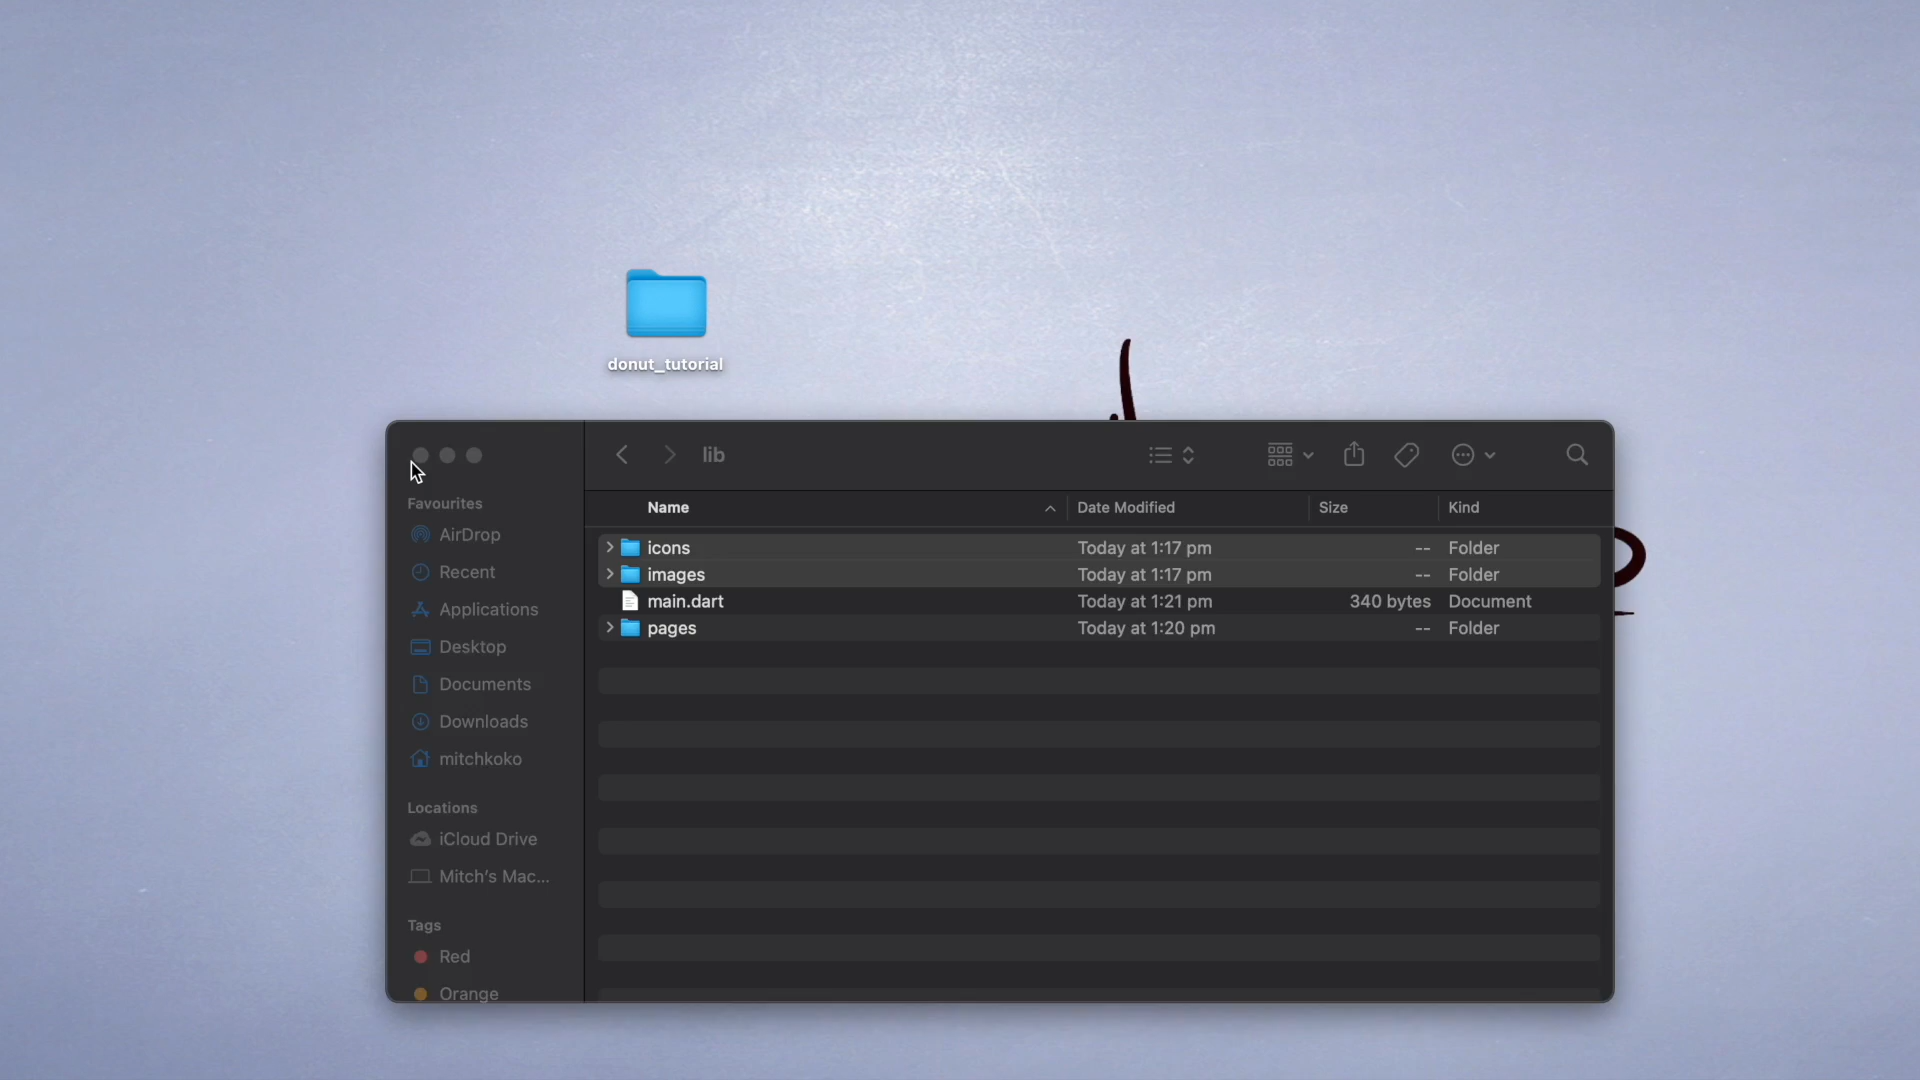 donut_tutorial
lib
Favourites
AirDrop
Recent
Applications
Desktop
Documents
Downloads
mitchkoko
Locations
iCloud Drive
Mitch's Mac...
Tags
Red
Orange
Name Date Modified Size Kind
icons Today at 1:17 pm -- Folder
images Today at 1:17 pm -- Folder
main.dart Today at 1:21 pm 340 bytes Document
pages Today at 1:20 pm -- Folder